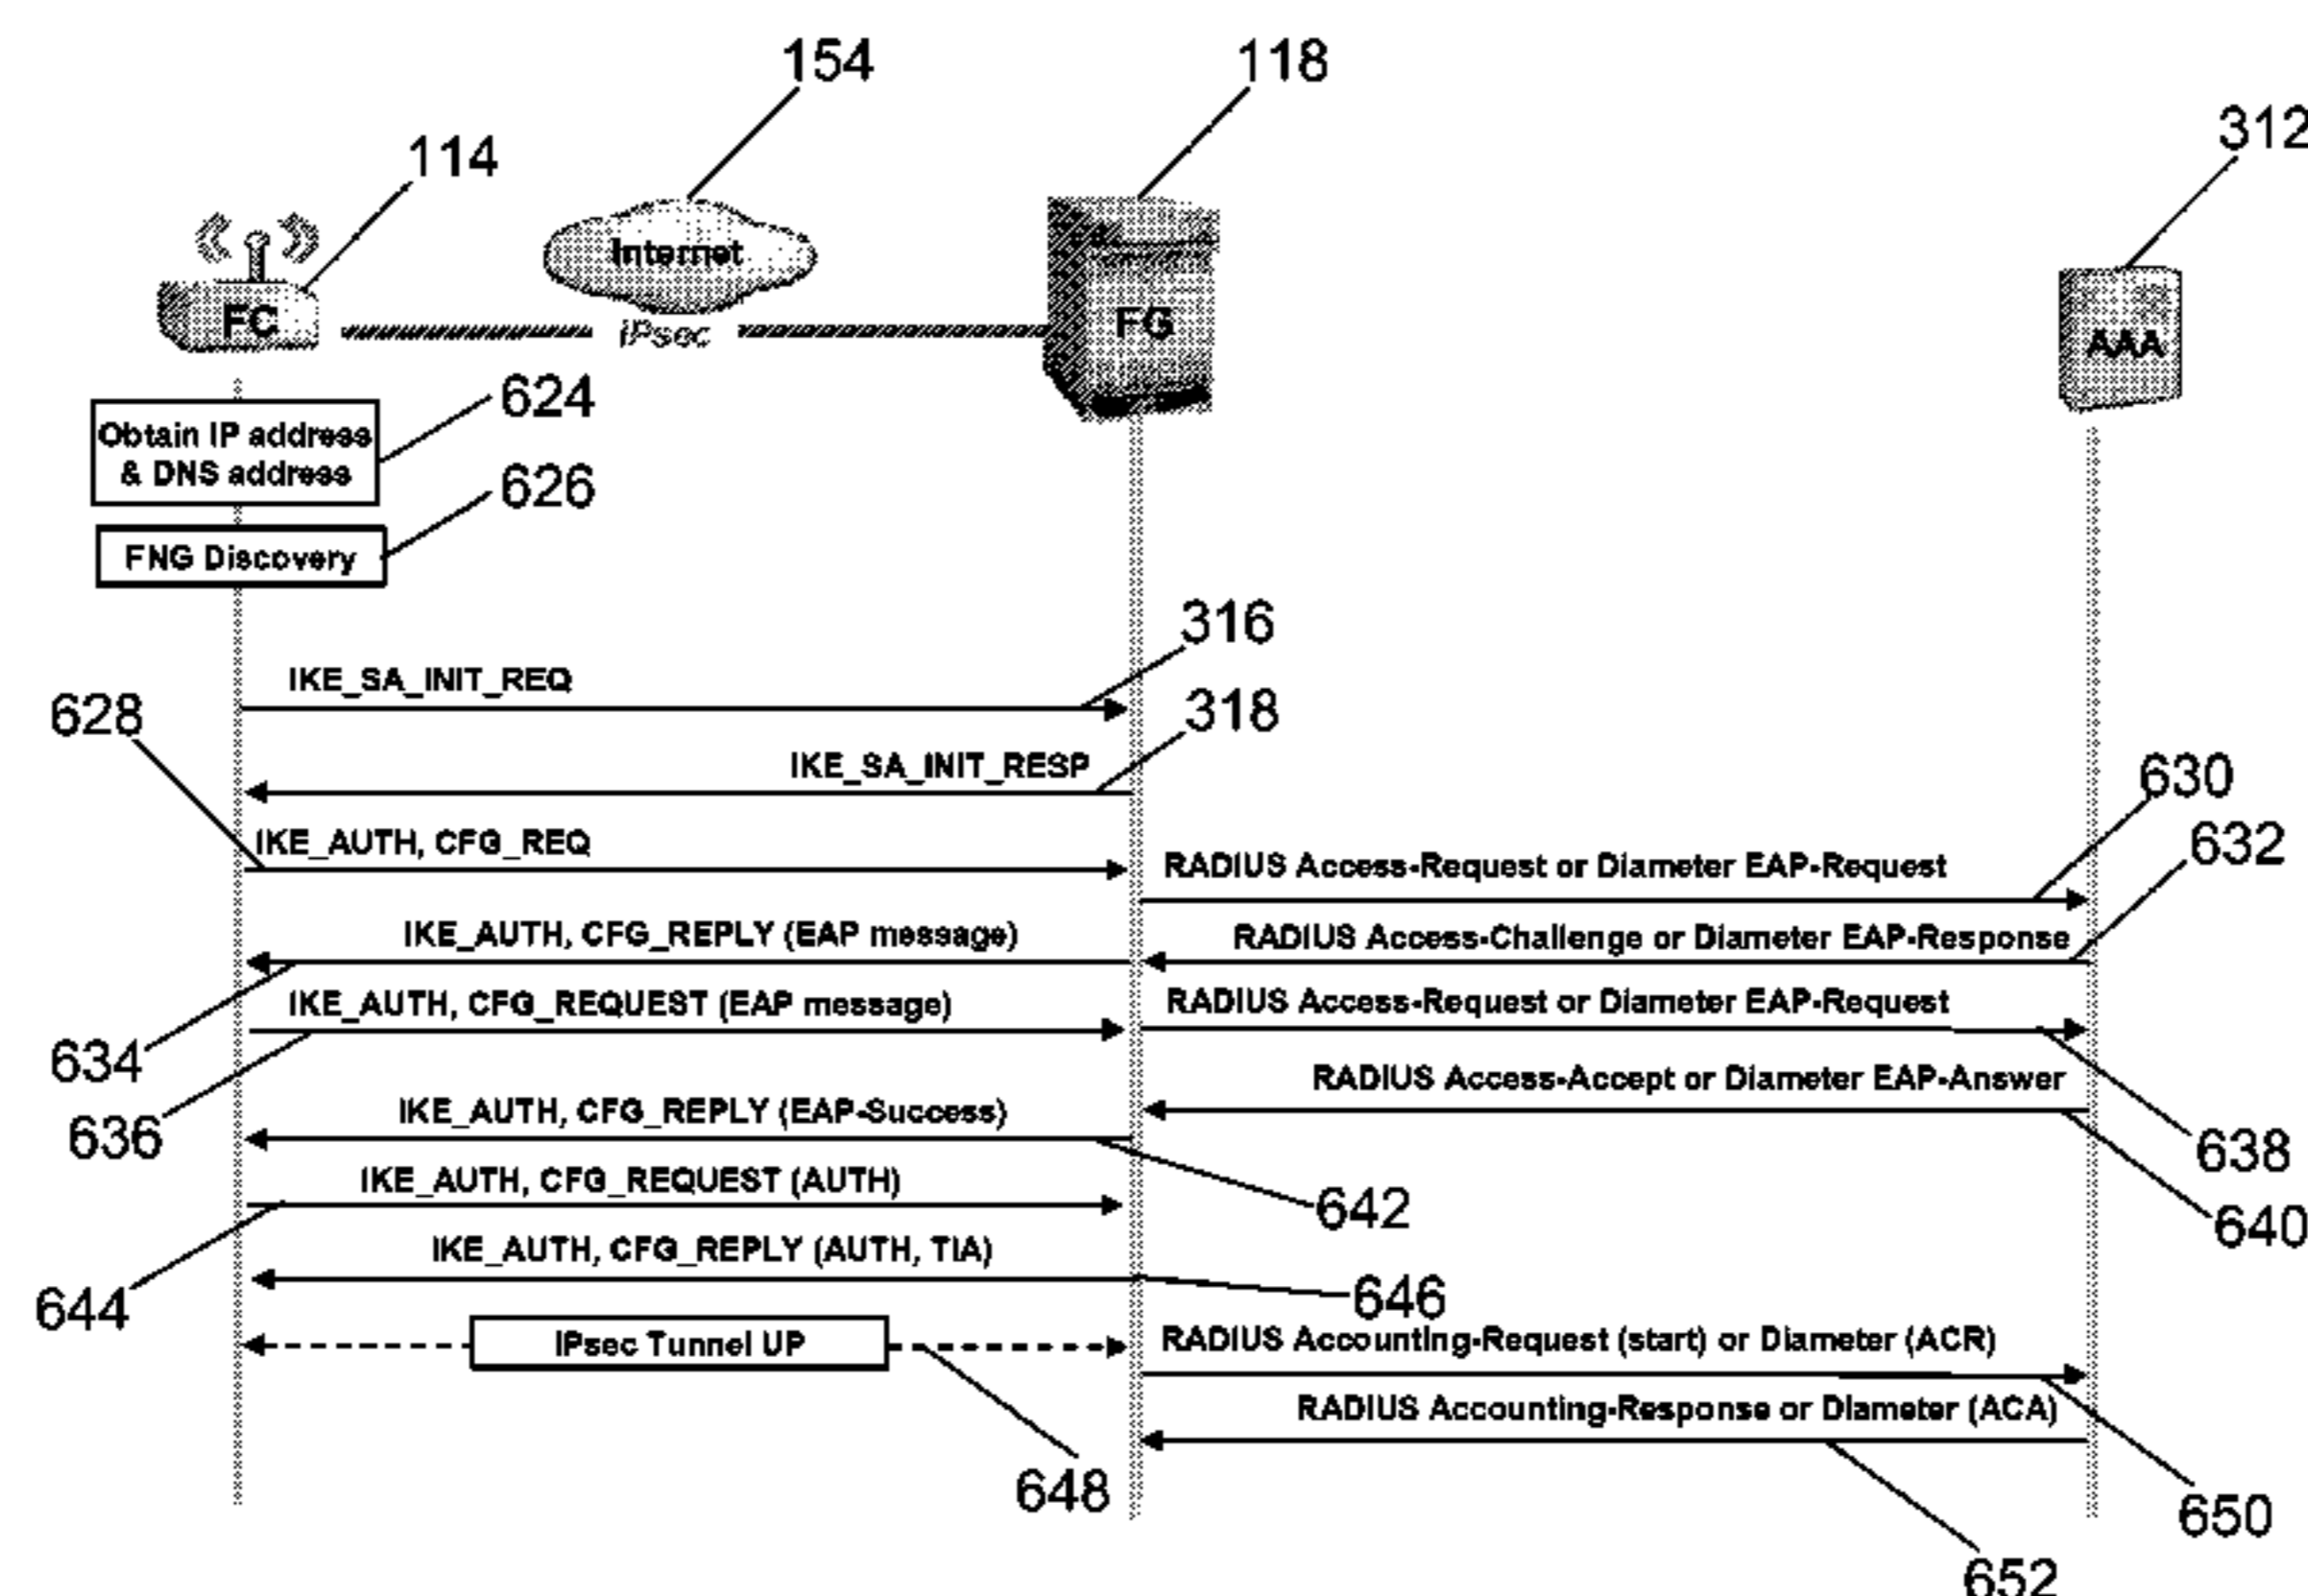 154
118
312
114
Internet
FC
IPsec
FG
AAA
624
Obtain IP address
& DNS address
626
FNG Discovery
316
IKE_SA_INIT_REQ
628
318
IKE_SA_INIT_RESP
630
IKE_AUTH, CFG_REQ
RADIUS Access-Request or Diameter EAP-Request
632
IKE_AUTH, CFG_REPLY (EAP message)
RADIUS Access-Challenge or Diameter EAP-Response
IKE_AUTH, CFG_REQUEST (EAP message)
RADIUS Access-Request or Diameter EAP-Request
634
RADIUS Access-Accept or Diameter EAP-Answer
IKE_AUTH, CFG_REPLY (EAP-Success)
636
638
IKE_AUTH, CFG_REQUEST (AUTH)
642
640
IKE_AUTH, CFG_REPLY (AUTH, TIA)
644
646
IPsec Tunnel UP
RADIUS Accounting-Request (start) or Diameter (ACR)
RADIUS Accounting-Response or Diameter (ACA)
648
650
652